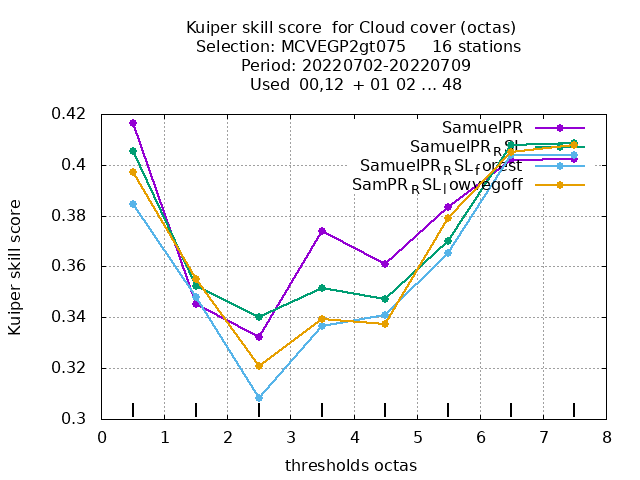 Kuiper skill score for Cloud cover (octas)
Selection: MCVEGP2gt075 16 stations
Period: 20220702-20220709
Used 00,12 + 01 02 ... 48
SamuelPR
SamuelPR_RSL
SamuelPR_RSL_forest
SamPR_RSL_lowvegoff
0.42
0.4
0.38
0.36
0.34
0.32
0.3
Kuiper skill score
0 1 2 3 4 5 6 7 8
thresholds octas